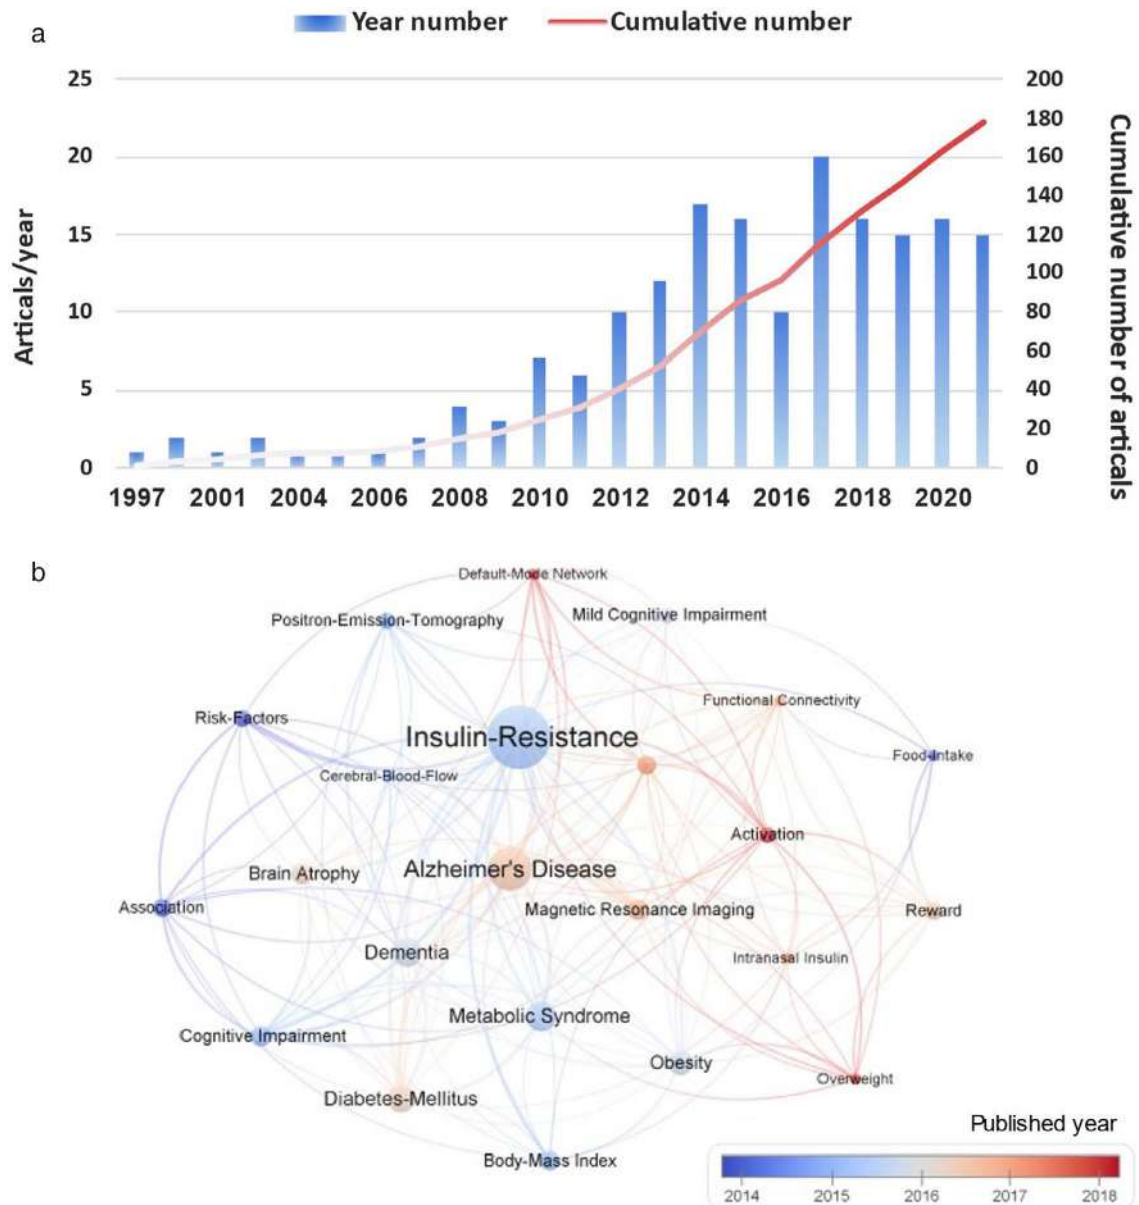 a
Year number
Cumulative number
25
20
15
10
5
0
Articals/year
200
180
160
140
120
100
80
60
40
20
0
Cumulative number of articals
1997 2001 2004 2006 2008 2010 2012 2014 2016 2018 2020
b
Default-Mode Network
Mild Cognitive Impairment
Positron-Emission-Tomography
Functional Connectivity
Risk-Factors
Insulin-Resistance
Food-Intake
Cerebral-Blood-Flow
Activation
Alzheimer's Disease
Brain Atrophy
Association
Magnetic Resonance Imaging
Reward
Dementia
Intranasal Insulin
Metabolic Syndrome
Cognitive Impairment
Obesity
Overweight
Diabetes-Mellitus
Body-Mass Index
Published year
2014 2015 2016 2017 2018